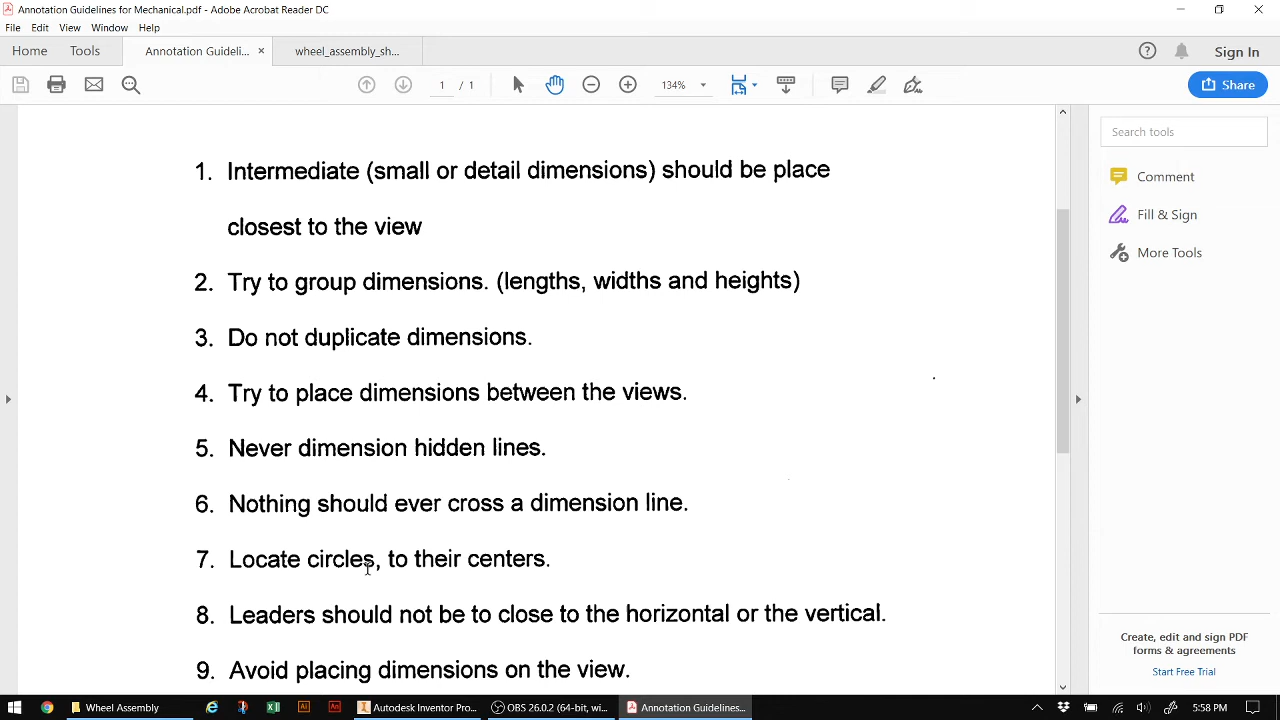 Annotation Guidelines for Mechanical.pdf - Adobe Acrobat Reader DC
File Edit View Window Help
Home Tools Annotation Guideli... × wheel_assembly_sh... Sign In
1 / 1 134% Share
Search tools
Comment
Fill & Sign
More Tools
1. Intermediate (small or detail dimensions) should be place
closest to the view
2. Try to group dimensions. (lengths, widths and heights)
3. Do not duplicate dimensions.
4. Try to place dimensions between the views.
5. Never dimension hidden lines.
6. Nothing should ever cross a dimension line.
7. Locate circles, to their centers.
8. Leaders should not be to close to the horizontal or the vertical.
9. Avoid placing dimensions on the view.
Create, edit and sign PDF
forms & agreements
Start Free Trial
Wheel Assembly Ai An Autodesk Inventor Pro... OBS 26.0.2 (64-bit, wi... Annotation Guidelines... 5:58 PM